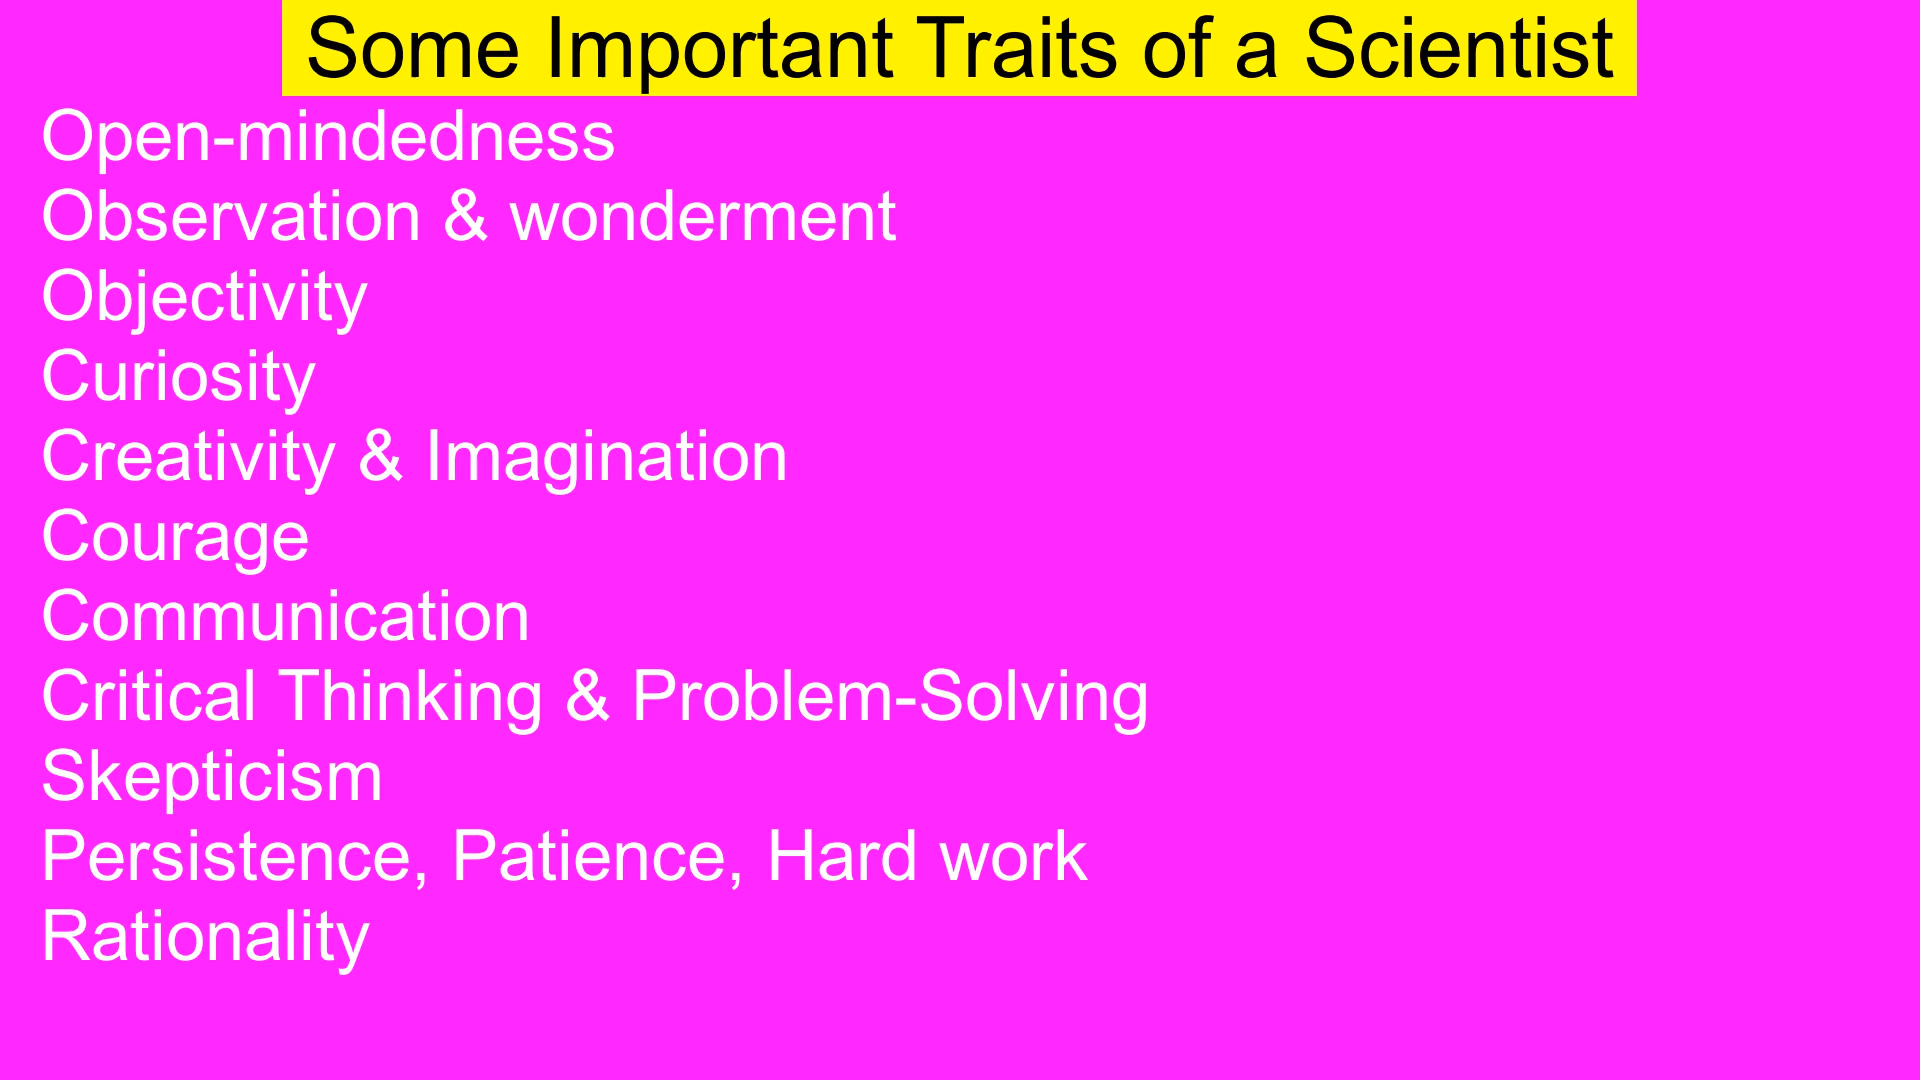 Some Important Traits of a Scientist
Open-mindedness
Observation & wonderment
Objectivity
Curiosity
Creativity & Imagination
Courage
Communication
Critical Thinking & Problem-Solving
Skepticism
Persistence, Patience, Hard work
Rationality